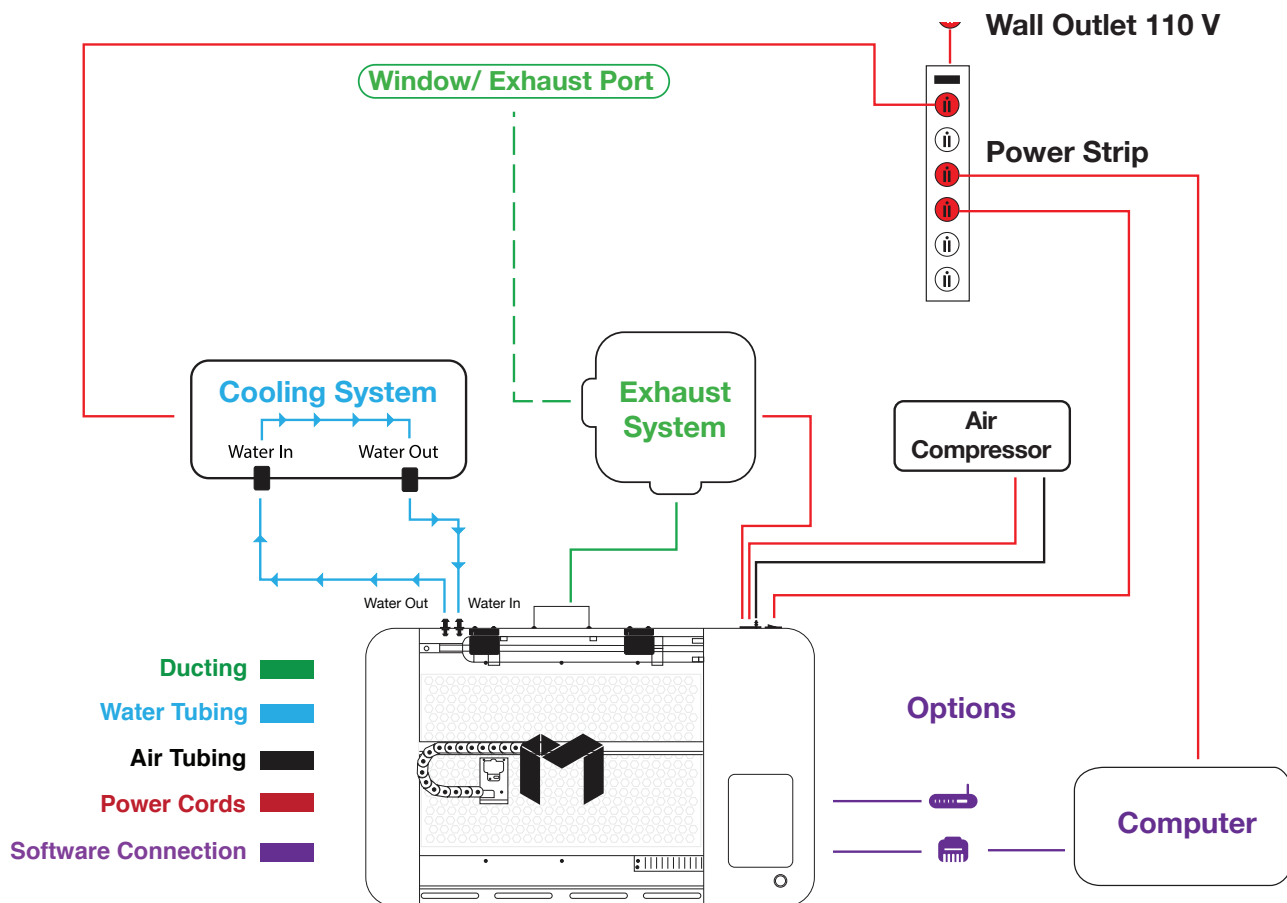 Wall Outlet 110 V
Window/ Exhaust Port
Power Strip
Cooling System
Water In
Water Out
Exhaust
System
Air
Compressor
Water Out
Water In
Ducting
Water Tubing
Air Tubing
Power Cords
Software Connection
Options
Computer